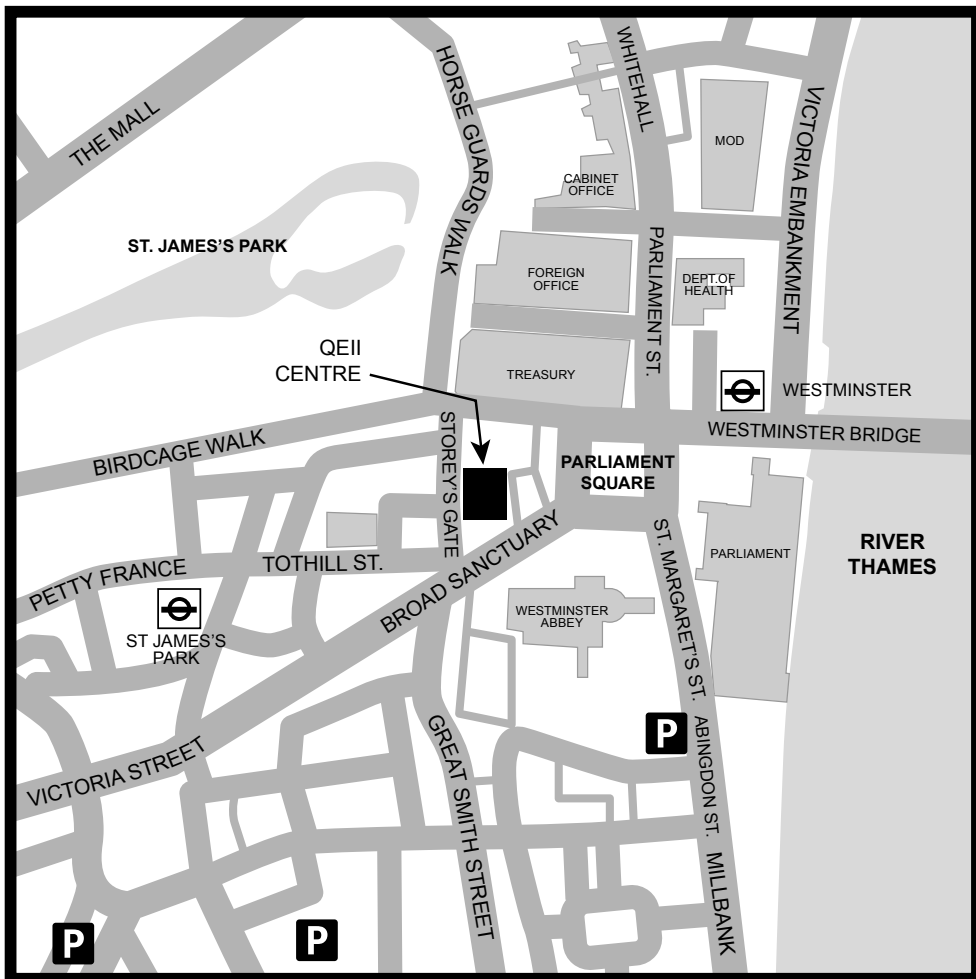 WHITEHALL
HORSE GUARDS WALK
THE MALL
VICTORIA EMBANKMENT
MOD
CABINET
OFFICE
ST. JAMES'S PARK
PARLIAMENT ST.
FOREIGN
OFFICE
DEPT.OF
HEALTH
QEII
CENTRE
TREASURY
WESTMINSTER
WESTMINSTER BRIDGE
BIRDCAGE WALK
STOREY'S GATE
PARLIAMENT
SQUARE
BROAD SANCTUARY
ST. MARGARET'S ST.
PARLIAMENT
RIVER
THAMES
TOTHILL ST.
PETTY FRANCE
WESTMINSTER
ABBEY
ST JAMES'S
PARK
P
ABINGDON ST.
GREAT SMITH STREET
VICTORIA STREET
MILLBANK
P
P